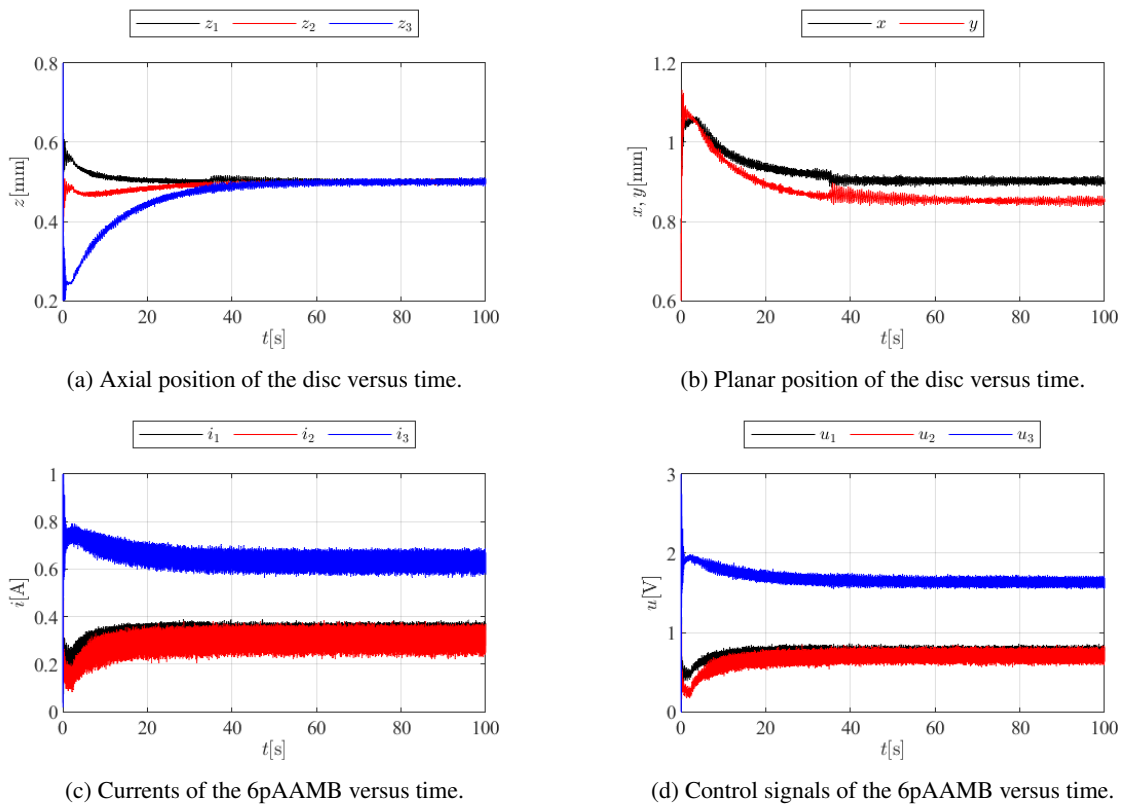 z₁ z₂ z₃
x y
0.8
0.6
0.4
0.2
z[mm]
0 20 40 60 80 100
t[s]
1.2
1
0.8
0.6
x, y[mm]
0 20 40 60 80 100
t[s]
(a) Axial position of the disc versus time.
(b) Planar position of the disc versus time.
i₁ i₂ i₃
u₁ u₂ u₃
1
0.8
0.6
0.4
0.2
0
i[A]
0 20 40 60 80 100
t[s]
3
2
1
0
u[V]
0 20 40 60 80 100
t[s]
(c) Currents of the 6pAAMB versus time.
(d) Control signals of the 6pAAMB versus time.